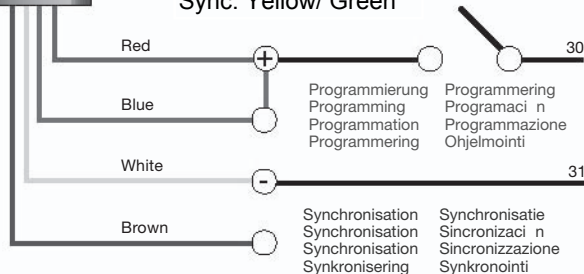 Sync: Yellow/ Green
Red
+
30
Programmierung Programmering
Programming Programaci n
Programmation Programmazione
Programmering Ohjelmointi
Blue
White
-
31
Brown
Synchronisation Synchronisatie
Synchronisation Sincronizaci n
Synchronisation Sincronizzazione
Synkronisering Synkronointi